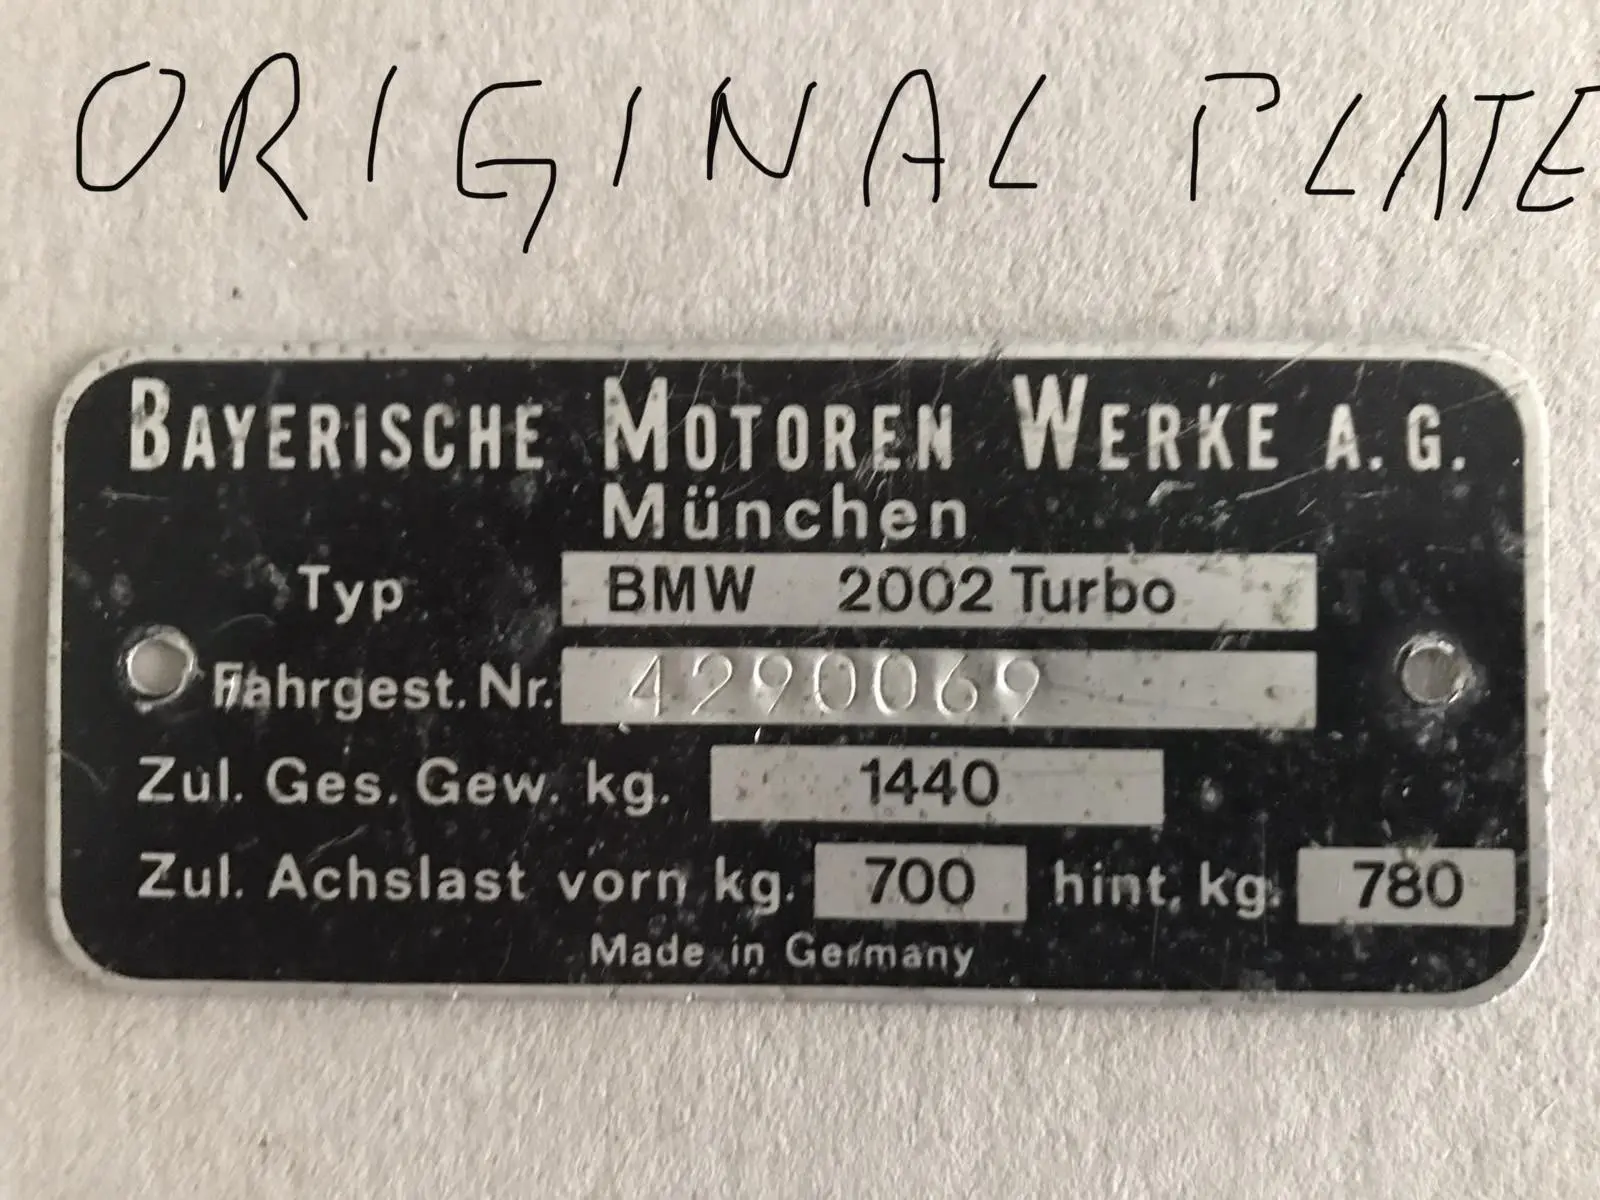 ORIGINAL PLATE
BAYERISCHE MOTOREN WERKE A.G.
München
Typ BMW 2002 Turbo
Fahrgest. Nr. 4290069
Zul. Ges. Gew. kg. 1440
Zul. Achslast vorn kg. 700 hint. kg. 780
Made in Germany